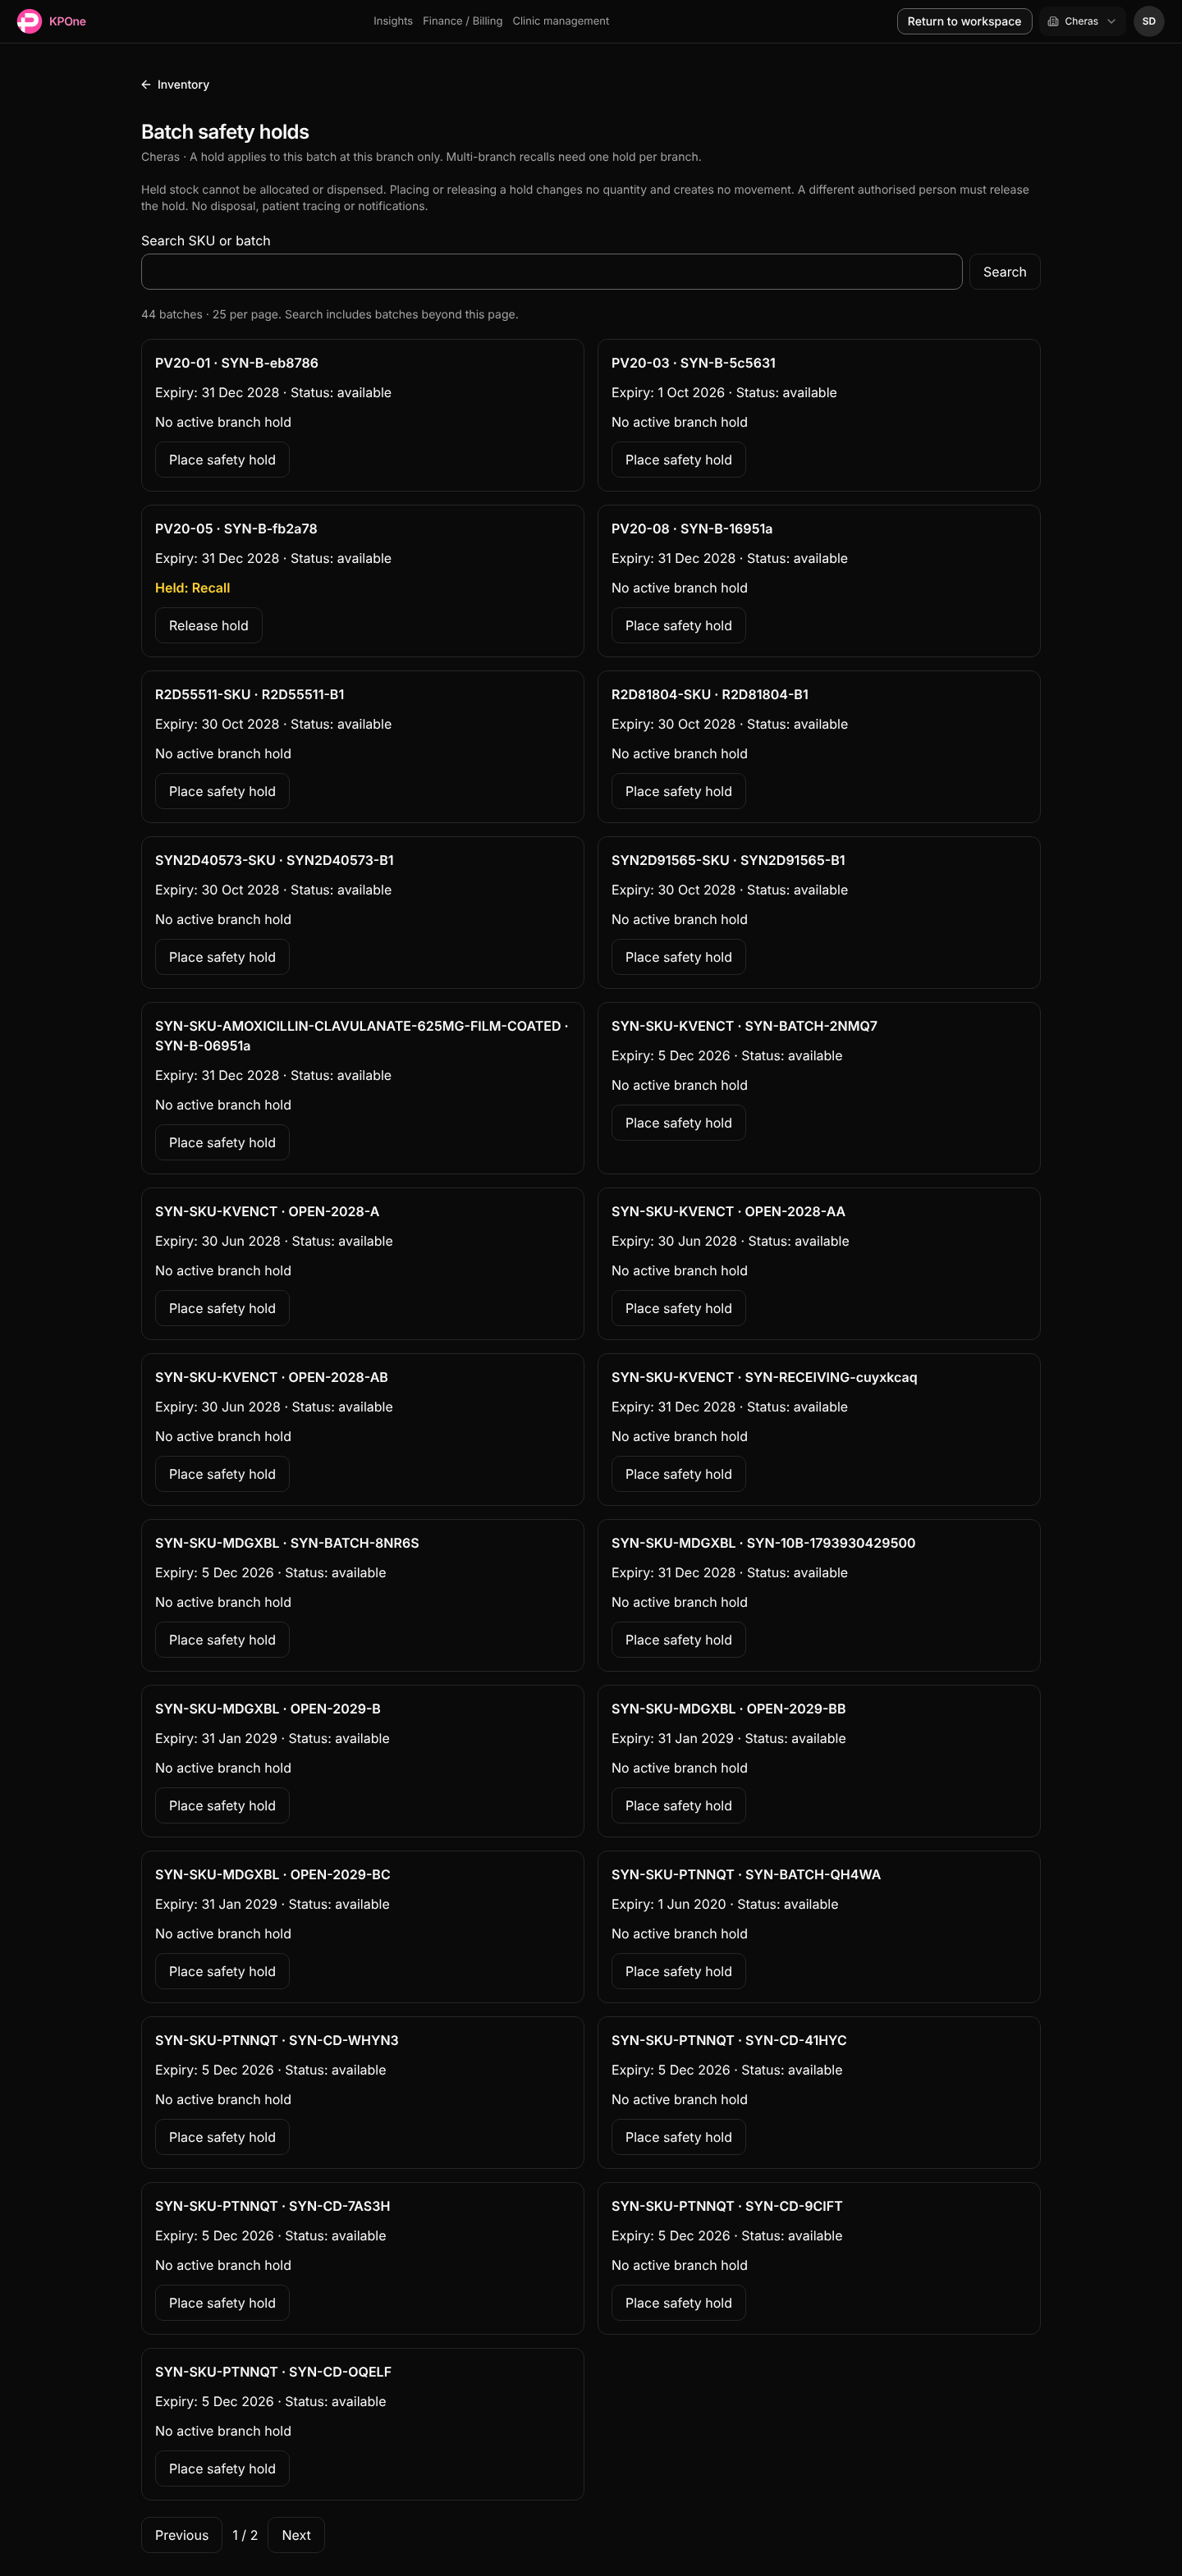 KPOne
Insights Finance / Billing Clinic management
Return to workspace
Cheras
SD
Inventory
Batch safety holds
Cheras · A hold applies to this batch at this branch only. Multi-branch recalls need one hold per branch.
Held stock cannot be allocated or dispensed. Placing or releasing a hold changes no quantity and creates no movement. A different authorised person must release
the hold. No disposal, patient tracing or notifications.
Search SKU or batch
Search
44 batches · 25 per page. Search includes batches beyond this page.
PV20-01 · SYN-B-eb8786
Expiry: 31 Dec 2028 · Status: available
No active branch hold
Place safety hold
PV20-03 · SYN-B-5c5631
Expiry: 1 Oct 2026 · Status: available
No active branch hold
Place safety hold
PV20-05 · SYN-B-fb2a78
Expiry: 31 Dec 2028 · Status: available
Held: Recall
Release hold
PV20-08 · SYN-B-16951a
Expiry: 31 Dec 2028 · Status: available
No active branch hold
Place safety hold
R2D55511-SKU · R2D55511-B1
Expiry: 30 Oct 2028 · Status: available
No active branch hold
Place safety hold
R2D81804-SKU · R2D81804-B1
Expiry: 30 Oct 2028 · Status: available
No active branch hold
Place safety hold
SYN2D40573-SKU · SYN2D40573-B1
Expiry: 30 Oct 2028 · Status: available
No active branch hold
Place safety hold
SYN2D91565-SKU · SYN2D91565-B1
Expiry: 30 Oct 2028 · Status: available
No active branch hold
Place safety hold
SYN-SKU-AMOXICILLIN-CLAVULANATE-625MG-FILM-COATED ·
SYN-B-06951a
Expiry: 31 Dec 2028 · Status: available
No active branch hold
Place safety hold
SYN-SKU-KVENCT · SYN-BATCH-2NMQ7
Expiry: 5 Dec 2026 · Status: available
No active branch hold
Place safety hold
SYN-SKU-KVENCT · OPEN-2028-A
Expiry: 30 Jun 2028 · Status: available
No active branch hold
Place safety hold
SYN-SKU-KVENCT · OPEN-2028-AA
Expiry: 30 Jun 2028 · Status: available
No active branch hold
Place safety hold
SYN-SKU-KVENCT · OPEN-2028-AB
Expiry: 30 Jun 2028 · Status: available
No active branch hold
Place safety hold
SYN-SKU-KVENCT · SYN-RECEIVING-cuyxkcaq
Expiry: 31 Dec 2028 · Status: available
No active branch hold
Place safety hold
SYN-SKU-MDGXBL · SYN-BATCH-8NR6S
Expiry: 5 Dec 2026 · Status: available
No active branch hold
Place safety hold
SYN-SKU-MDGXBL · SYN-10B-1793930429500
Expiry: 31 Dec 2028 · Status: available
No active branch hold
Place safety hold
SYN-SKU-MDGXBL · OPEN-2029-B
Expiry: 31 Jan 2029 · Status: available
No active branch hold
Place safety hold
SYN-SKU-MDGXBL · OPEN-2029-BB
Expiry: 31 Jan 2029 · Status: available
No active branch hold
Place safety hold
SYN-SKU-MDGXBL · OPEN-2029-BC
Expiry: 31 Jan 2029 · Status: available
No active branch hold
Place safety hold
SYN-SKU-PTNNQT · SYN-BATCH-QH4WA
Expiry: 1 Jun 2020 · Status: available
No active branch hold
Place safety hold
SYN-SKU-PTNNQT · SYN-CD-WHYN3
Expiry: 5 Dec 2026 · Status: available
No active branch hold
Place safety hold
SYN-SKU-PTNNQT · SYN-CD-41HYC
Expiry: 5 Dec 2026 · Status: available
No active branch hold
Place safety hold
SYN-SKU-PTNNQT · SYN-CD-7AS3H
Expiry: 5 Dec 2026 · Status: available
No active branch hold
Place safety hold
SYN-SKU-PTNNQT · SYN-CD-9CIFT
Expiry: 5 Dec 2026 · Status: available
No active branch hold
Place safety hold
SYN-SKU-PTNNQT · SYN-CD-OQELF
Expiry: 5 Dec 2026 · Status: available
No active branch hold
Place safety hold
Previous 1 / 2 Next